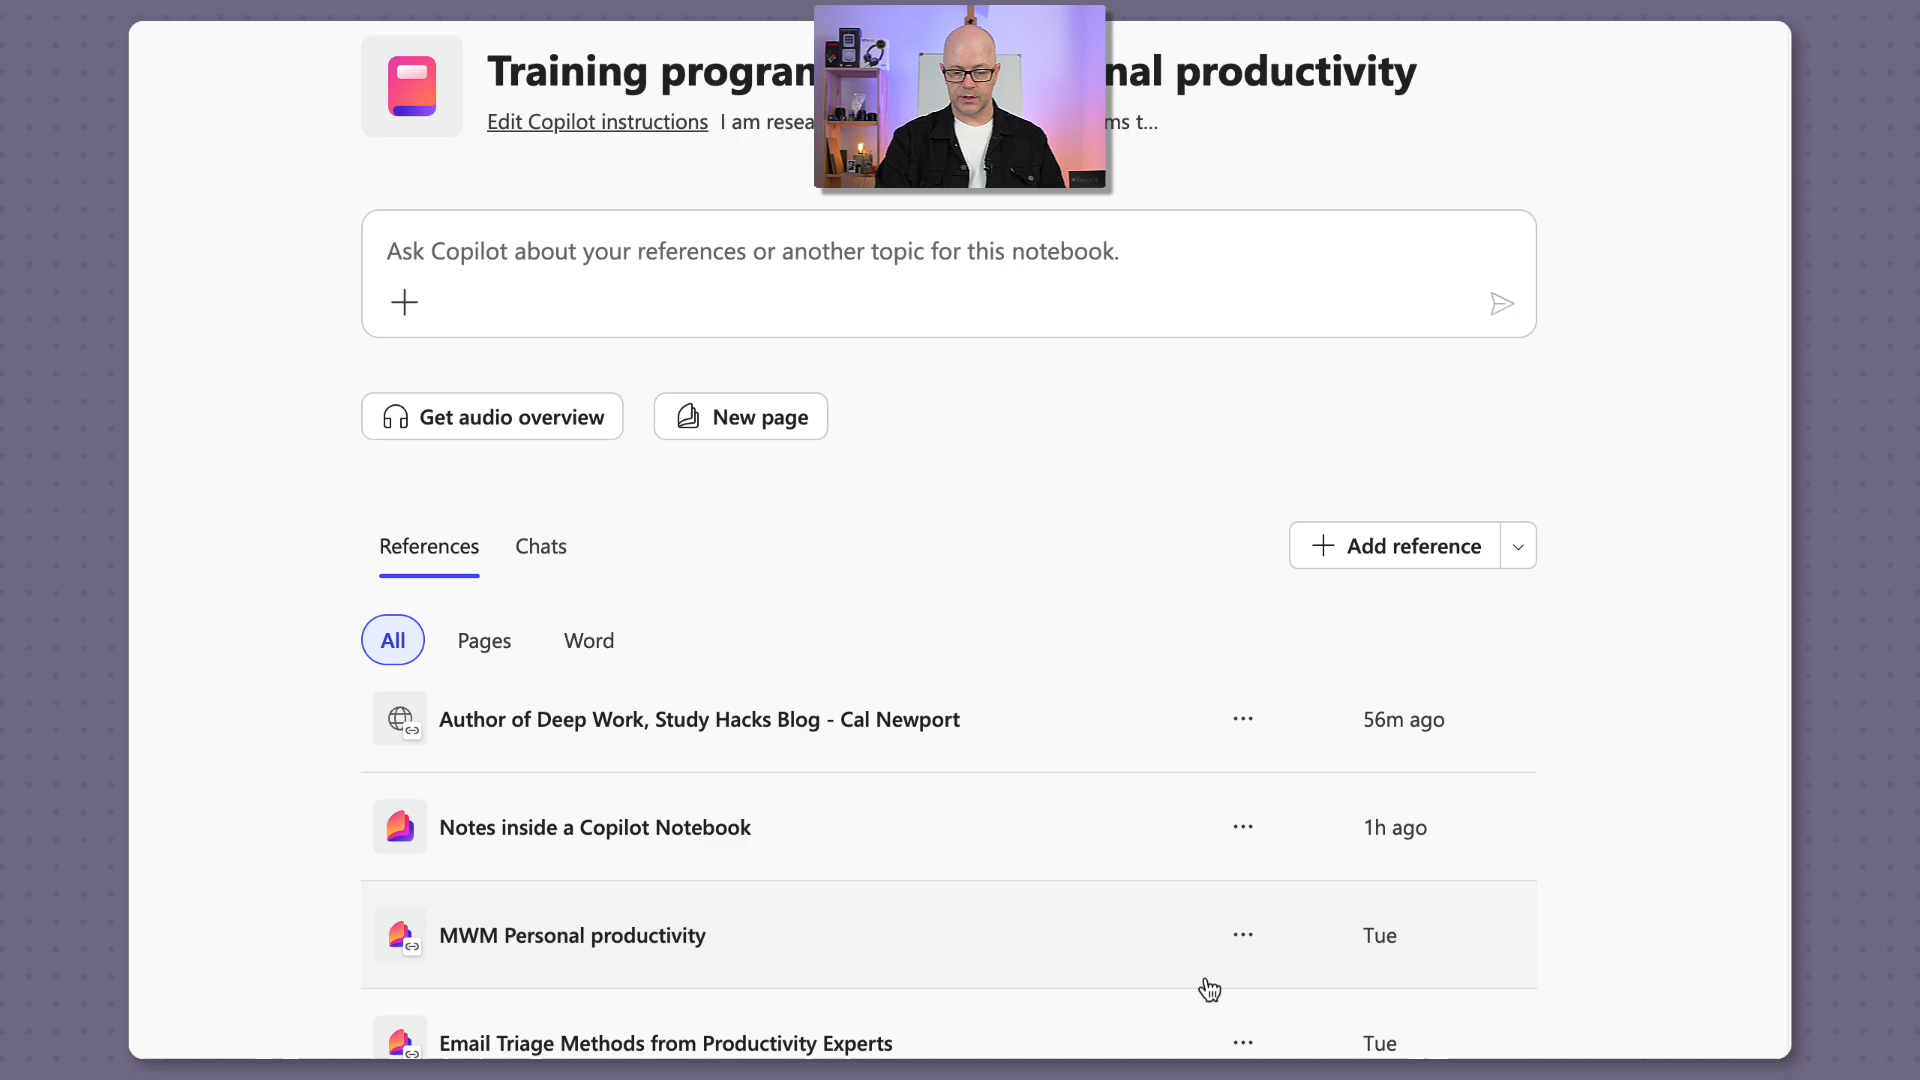 Training progra nal productivity
Edit Copilot instructions I am resea ms t...
Ask Copilot about your references or another topic for this notebook.
Get audio overview New page
References Chats
Add reference
All Pages Word
Author of Deep Work, Study Hacks Blog - Cal Newport ... 56m ago
Notes inside a Copilot Notebook ... 1h ago
MWM Personal productivity ... Tue
Email Triage Methods from Productivity Experts ... Tue